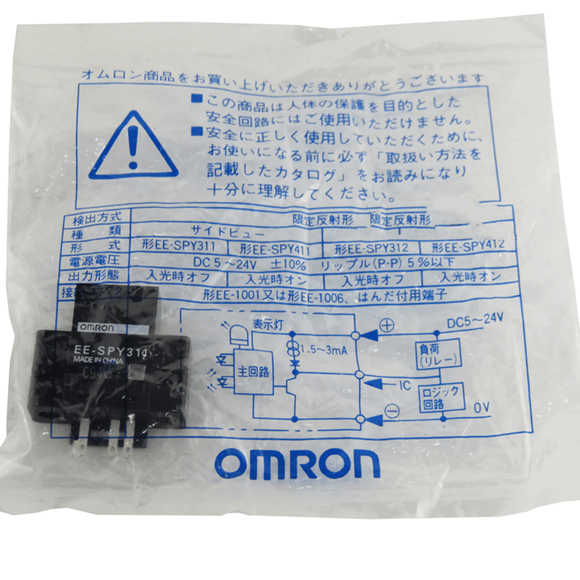 オムロン商品をお買い上げいただきありがとうございます
■この商品は人体の保護を目的とした
安全回路にはご使用いただけません。
■安全に正しく使用していただくために、
お使いになる前に必ず「取扱い方法を
記載したカタログ」をお読みになり
十分に理解してください。
検出方式 限定反射形 限定反射形
種類 サイドビュー
形式 形EE-SPY311 形EE-SPY411 形EE-SPY312 形EE-SPY412
電源電圧 DC5〜24V ±10% リップル(P-P) 5%以下
出力形態 入光時オフ 入光時オン 入光時オフ 入光時オン
接 形EE-1001又は形EE-1006、はんだ付用端子
表示灯
1.5〜3mA
主回路
⊕ DC5〜24V
負荷
(リレー)
IC
ロジック
回路
⊖ 0V
OMRON
OMRON
EE-SPY311
MADE IN CHINA